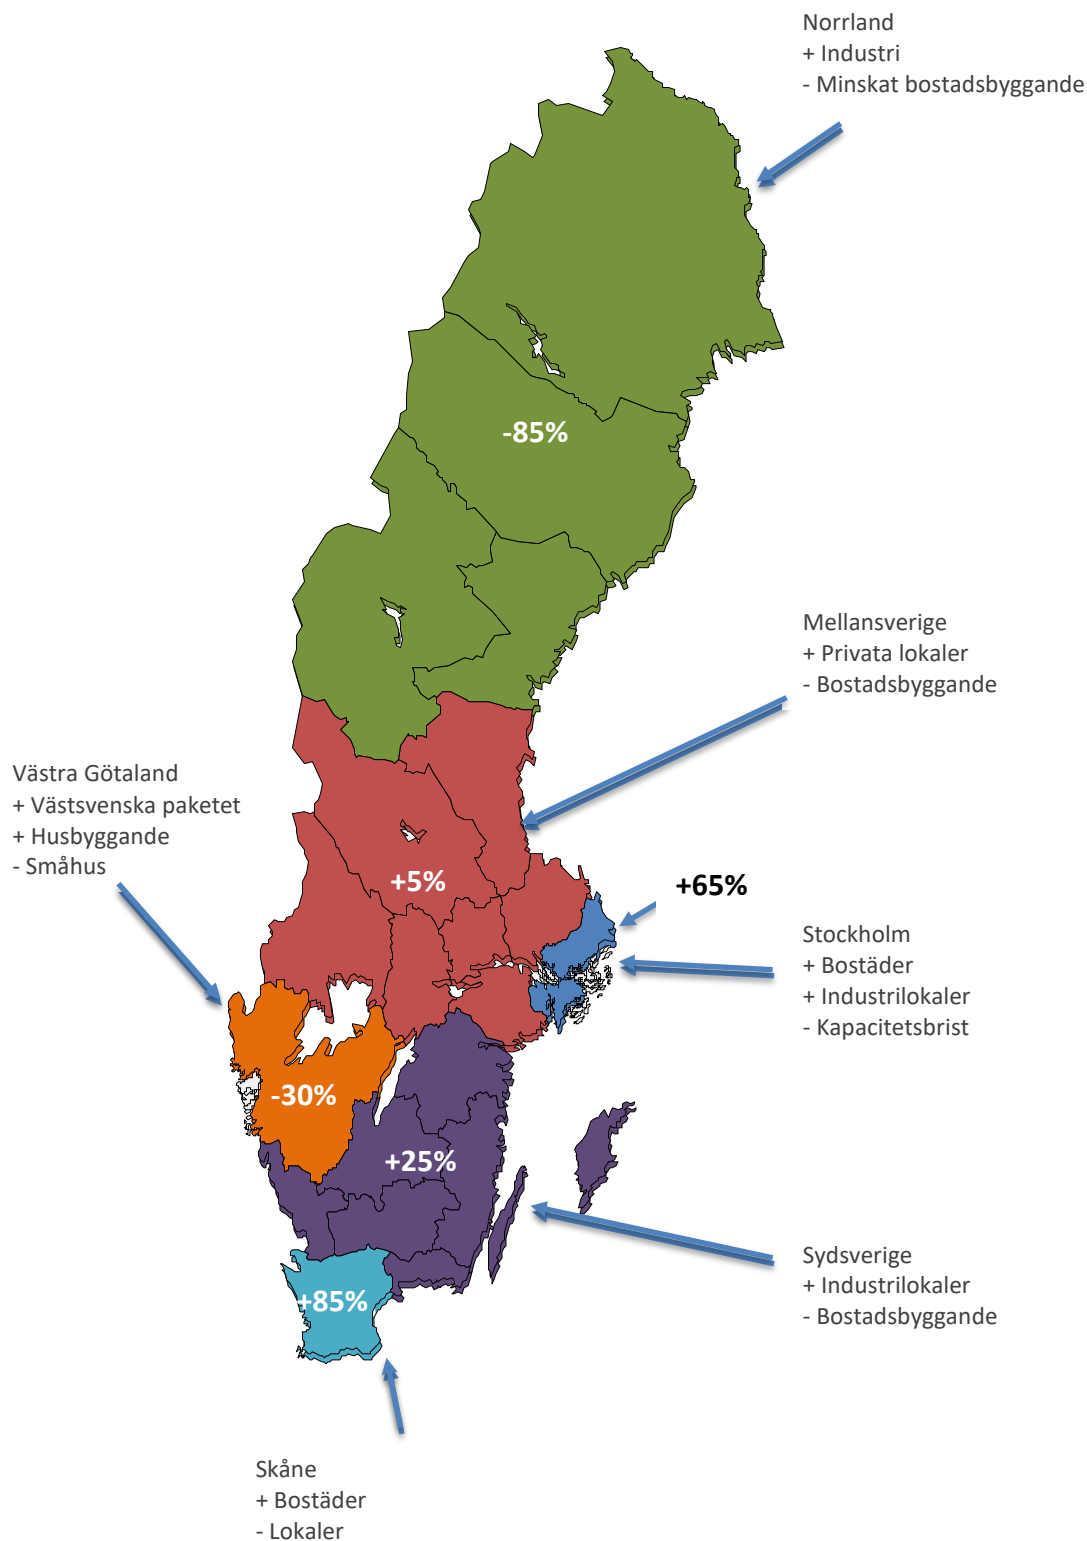 Norrland
+ Industri
- Minskat bostadsbyggande
-85%
Mellansverige
+ Privata lokaler
- Bostadsbyggande
Västra Götaland
+ Västsvenska paketet
+ Husbyggande
- Småhus
+5%
+65%
Stockholm
+ Bostäder
+ Industrilokaler
- Kapacitetsbrist
-30%
+25%
Sydsverige
+ Industrilokaler
- Bostadsbyggande
+85%
Skåne
+ Bostäder
- Lokaler